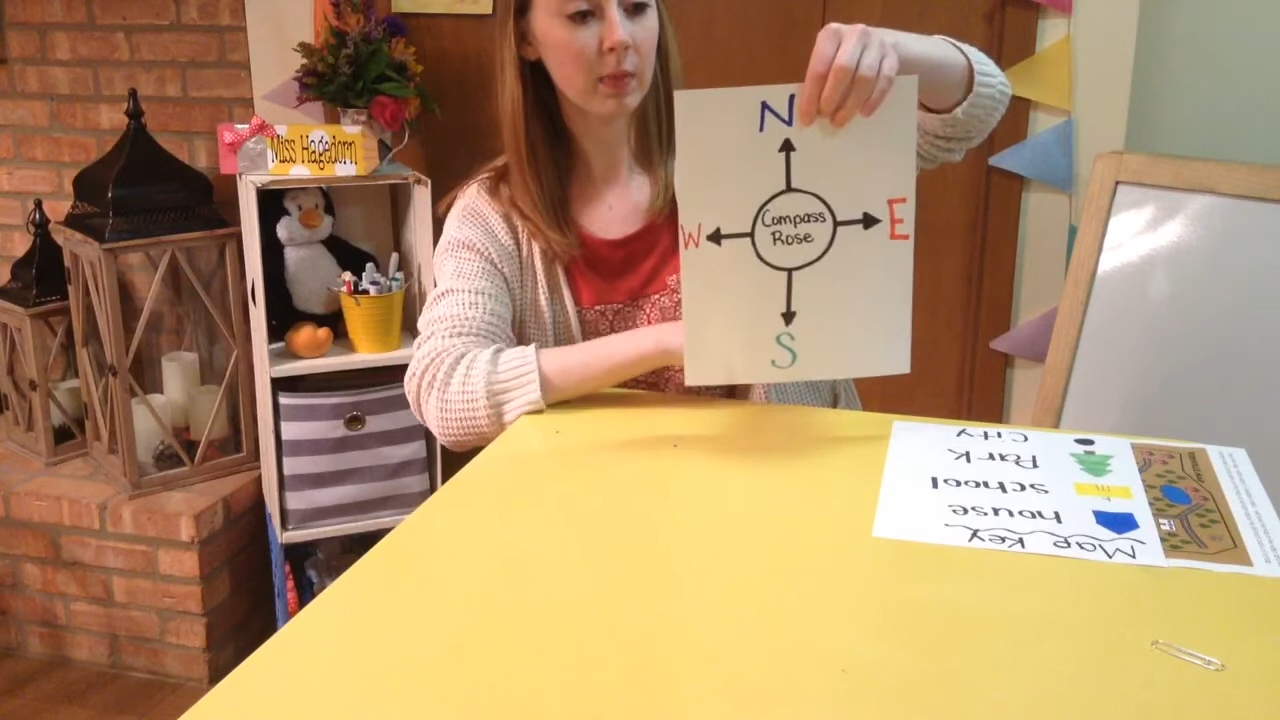 Miss Hagedorn
N
W
Compass
Rose
E
S
Map Key
house
school
Park
City